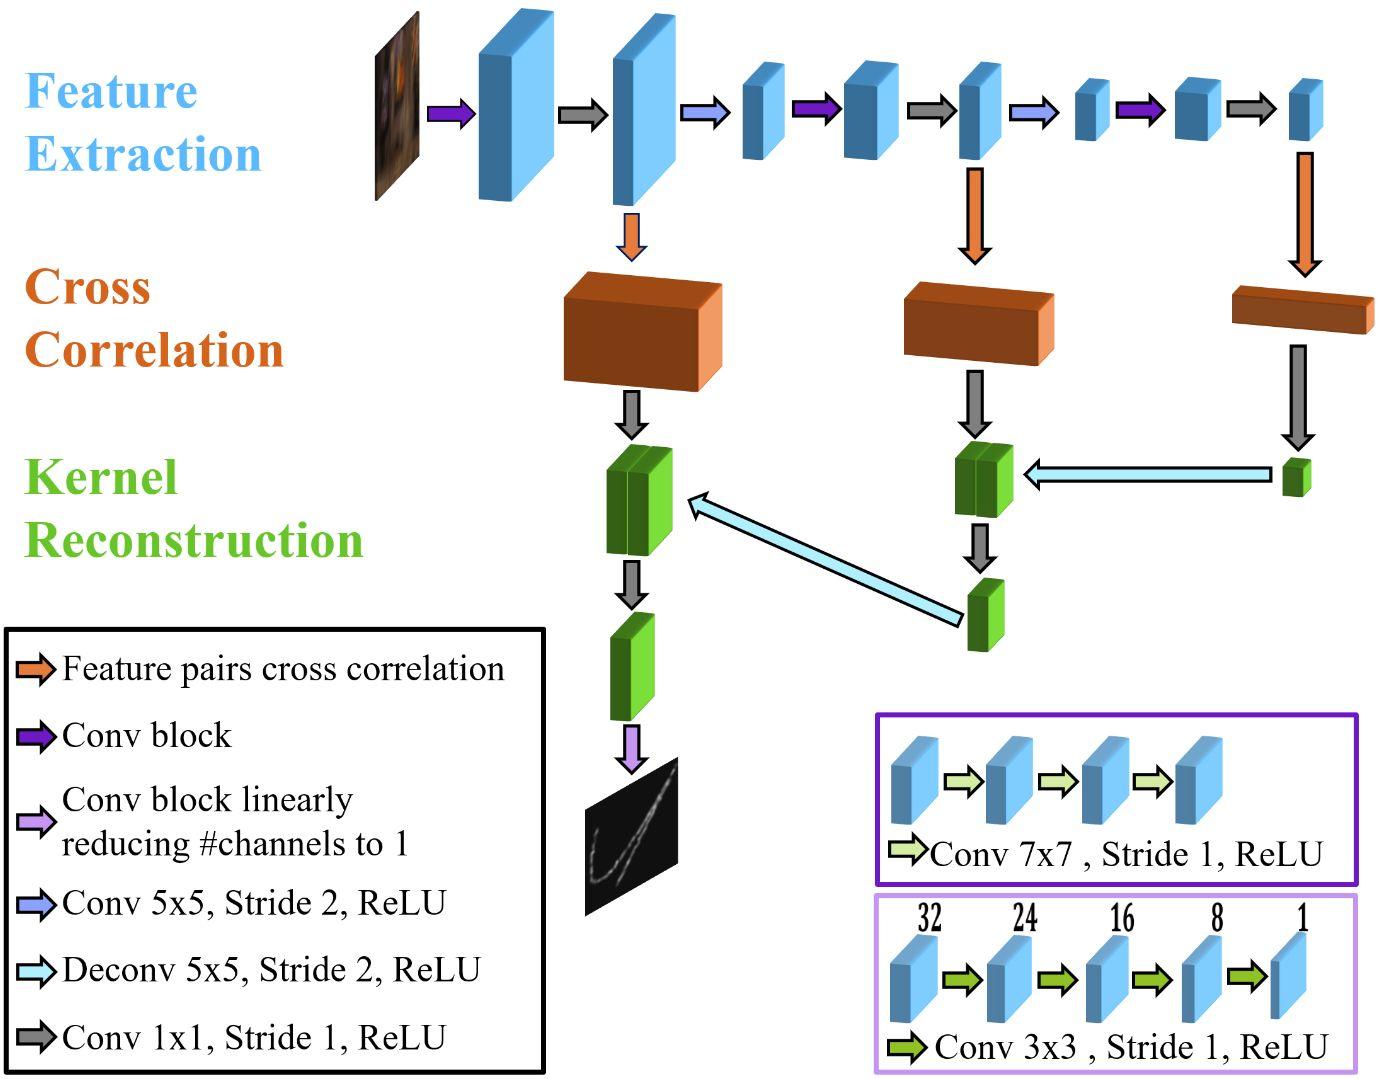 Feature
Extraction
Cross
Correlation
Kernel
Reconstruction
Feature pairs cross correlation
Conv block
Conv block linearly
reducing #channels to 1
Conv 5x5, Stride 2, ReLU
Deconv 5x5, Stride 2, ReLU
Conv 1x1, Stride 1, ReLU
Conv 7x7 , Stride 1, ReLU
32 24 16 8 1
Conv 3x3 , Stride 1, ReLU